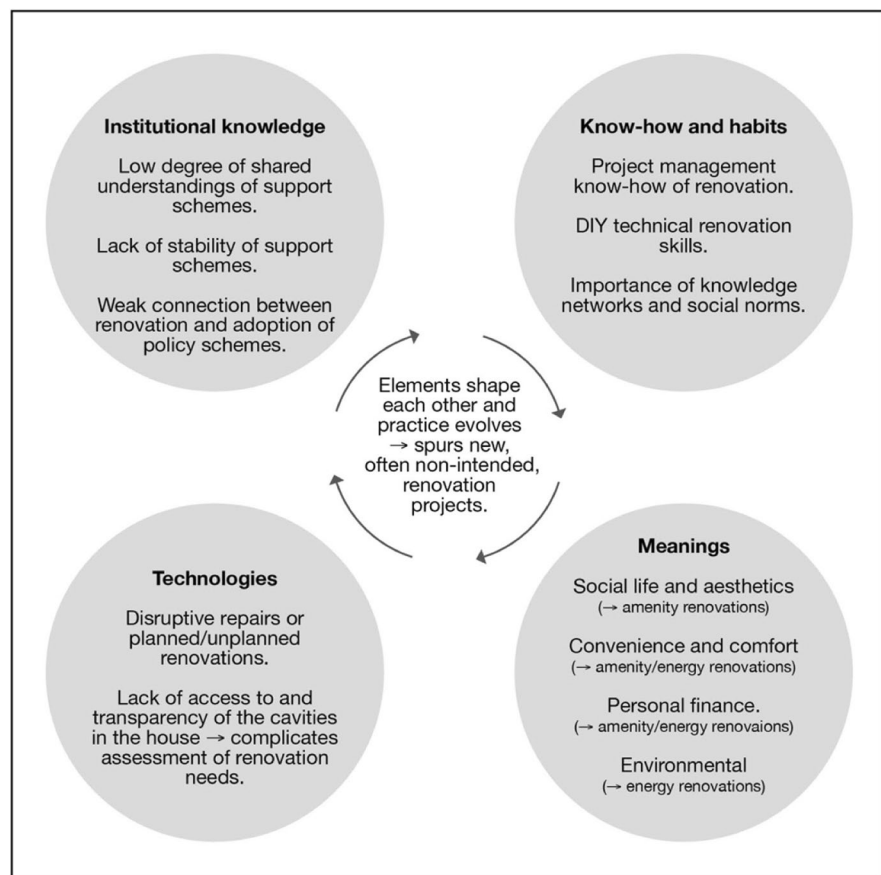 Institutional knowledge
Low degree of shared
understandings of support
schemes.
Lack of stability of support
schemes.
Weak connection between
renovation and adoption of
policy schemes.
Know-how and habits
Project management
know-how of renovation.
DIY technical renovation
skills.
Importance of knowledge
networks and social norms.
Elements shape
each other and
practice evolves
→ spurs new,
often non-intended,
renovation
projects.
Technologies
Disruptive repairs or
planned/unplanned
renovations.
Lack of access to and
transparency of the cavities
in the house → complicates
assessment of renovation
needs.
Meanings
Social life and aesthetics
(→ amenity renovations)
Convenience and comfort
(→ amenity/energy renovations)
Personal finance.
(→ amenity/energy renovaions)
Environmental
(→ energy renovations)